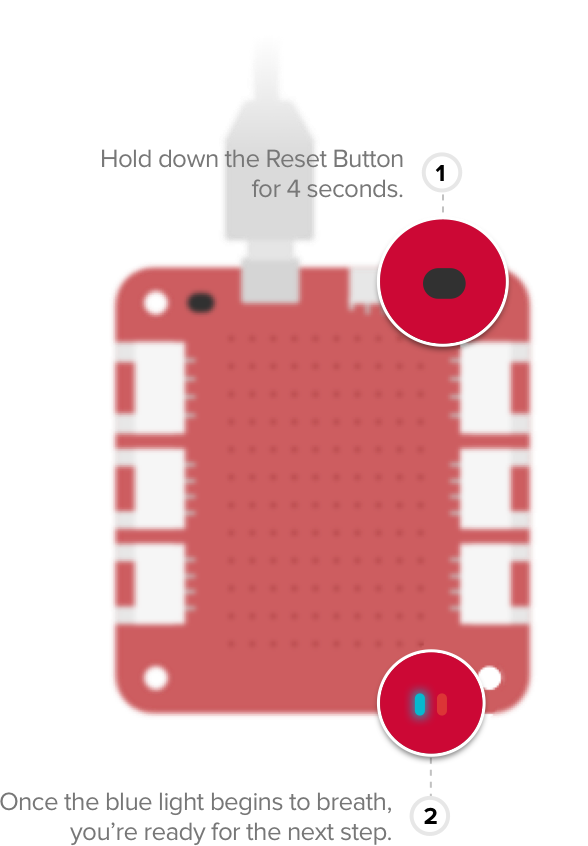 Hold down the Reset Button
for 4 seconds.
1
Once the blue light begins to breath,
you're ready for the next step.
2